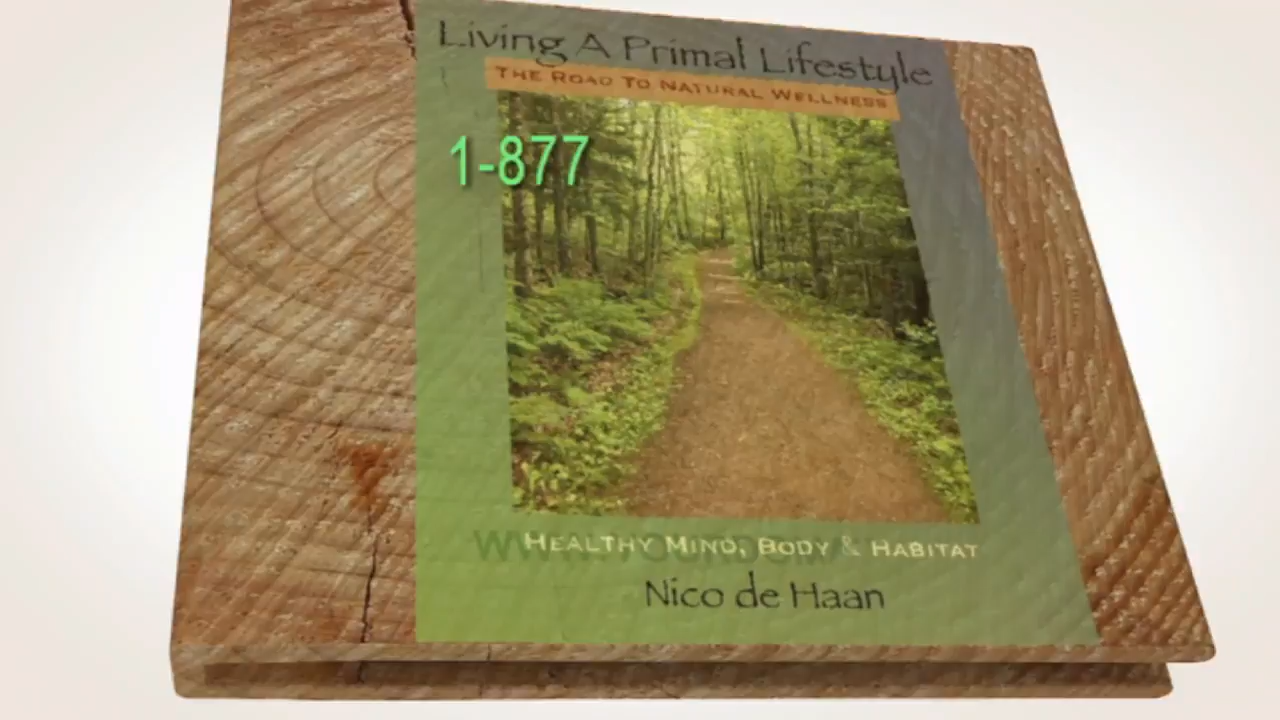 Living A Primal Lifestyle
THE ROAD TO NATURAL WELLNESS
1-877
HEALTHY MIND, BODY & HABITAT
Nico de Haan